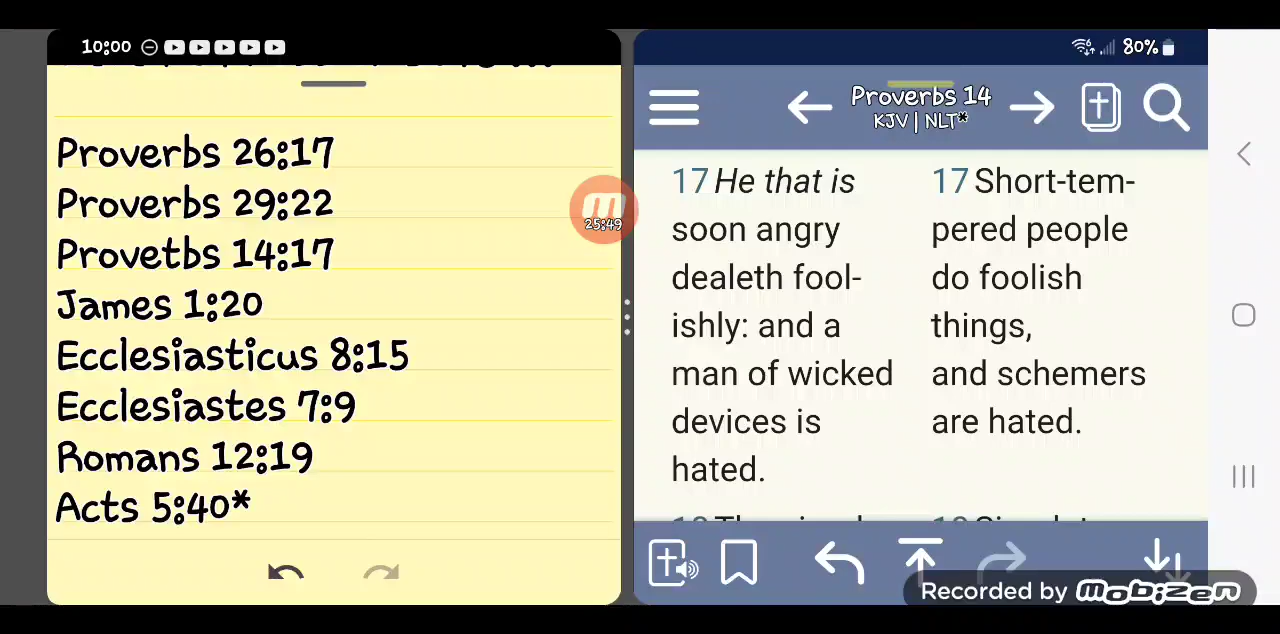 10:00
Proverbs 26:17
Proverbs 29:22
Provetbs 14:17
James 1:20
Ecclesiasticus 8:15
Ecclesiastes 7:9
Romans 12:19
Acts 5:40*
25:49
80%
Proverbs 14
KJV | NLT*
17 He that is
soon angry
dealeth fool-
ishly: and a
man of wicked
devices is
hated.
17 Short-tem-
pered people
do foolish
things,
and schemers
are hated.
Recorded by mobizen